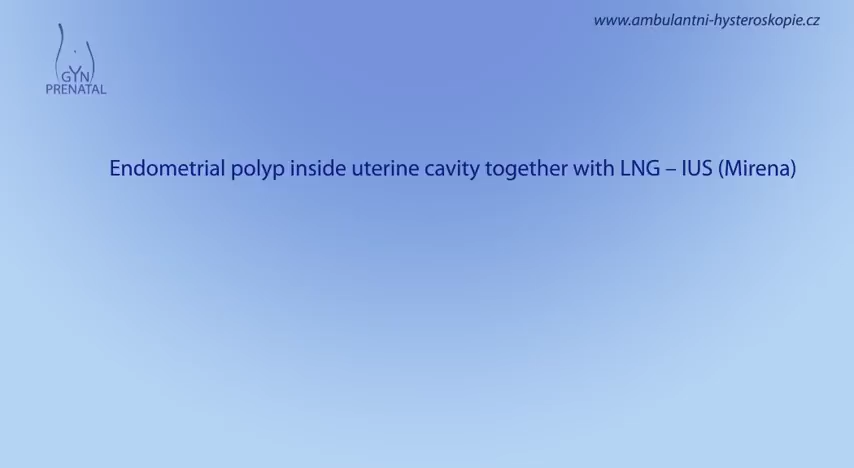 www.ambulantni-hysteroskopie.cz
GYN
PRENATAL
Endometrial polyp inside uterine cavity together with LNG – IUS (Mirena)